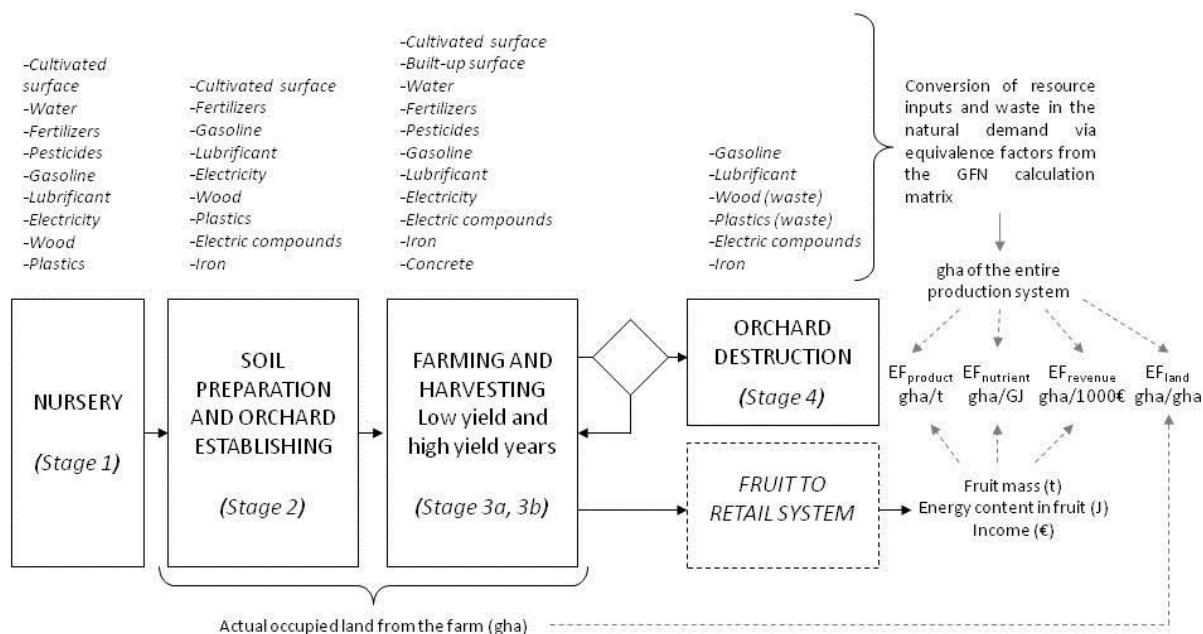 -Cultivated
surface
-Water
-Fertilizers
-Pesticides
-Gasoline
-Lubrificant
-Electricity
-Wood
-Plastics
-Cultivated surface
-Fertilizers
-Gasoline
-Lubrificant
-Electricity
-Wood
-Plastics
-Electric compounds
-Iron
-Cultivated surface
-Built-up surface
-Water
-Fertilizers
-Pesticides
-Gasoline
-Lubrificant
-Electricity
-Electric compounds
-Iron
-Concrete
-Gasoline
-Lubrificant
-Wood (waste)
-Plastics (waste)
-Electric compounds
-Iron
Conversion of resource
inputs and waste in the
natural demand via
equivalence factors from
the GFN calculation
matrix
gha of the entire
production system
NURSERY
(Stage 1)
SOIL
PREPARATION
AND ORCHARD
ESTABLISHING
(Stage 2)
FARMING AND
HARVESTING
Low yield and
high yield years
(Stage 3a, 3b)
ORCHARD
DESTRUCTION
(Stage 4)
FRUIT TO
RETAIL SYSTEM
EFproduct
gha/t
EFnutrient
gha/GJ
EFrevenue
gha/1000€
EFland
gha/gha
Fruit mass (t)
Energy content in fruit (J)
Income (€)
Actual occupied land from the farm (gha)